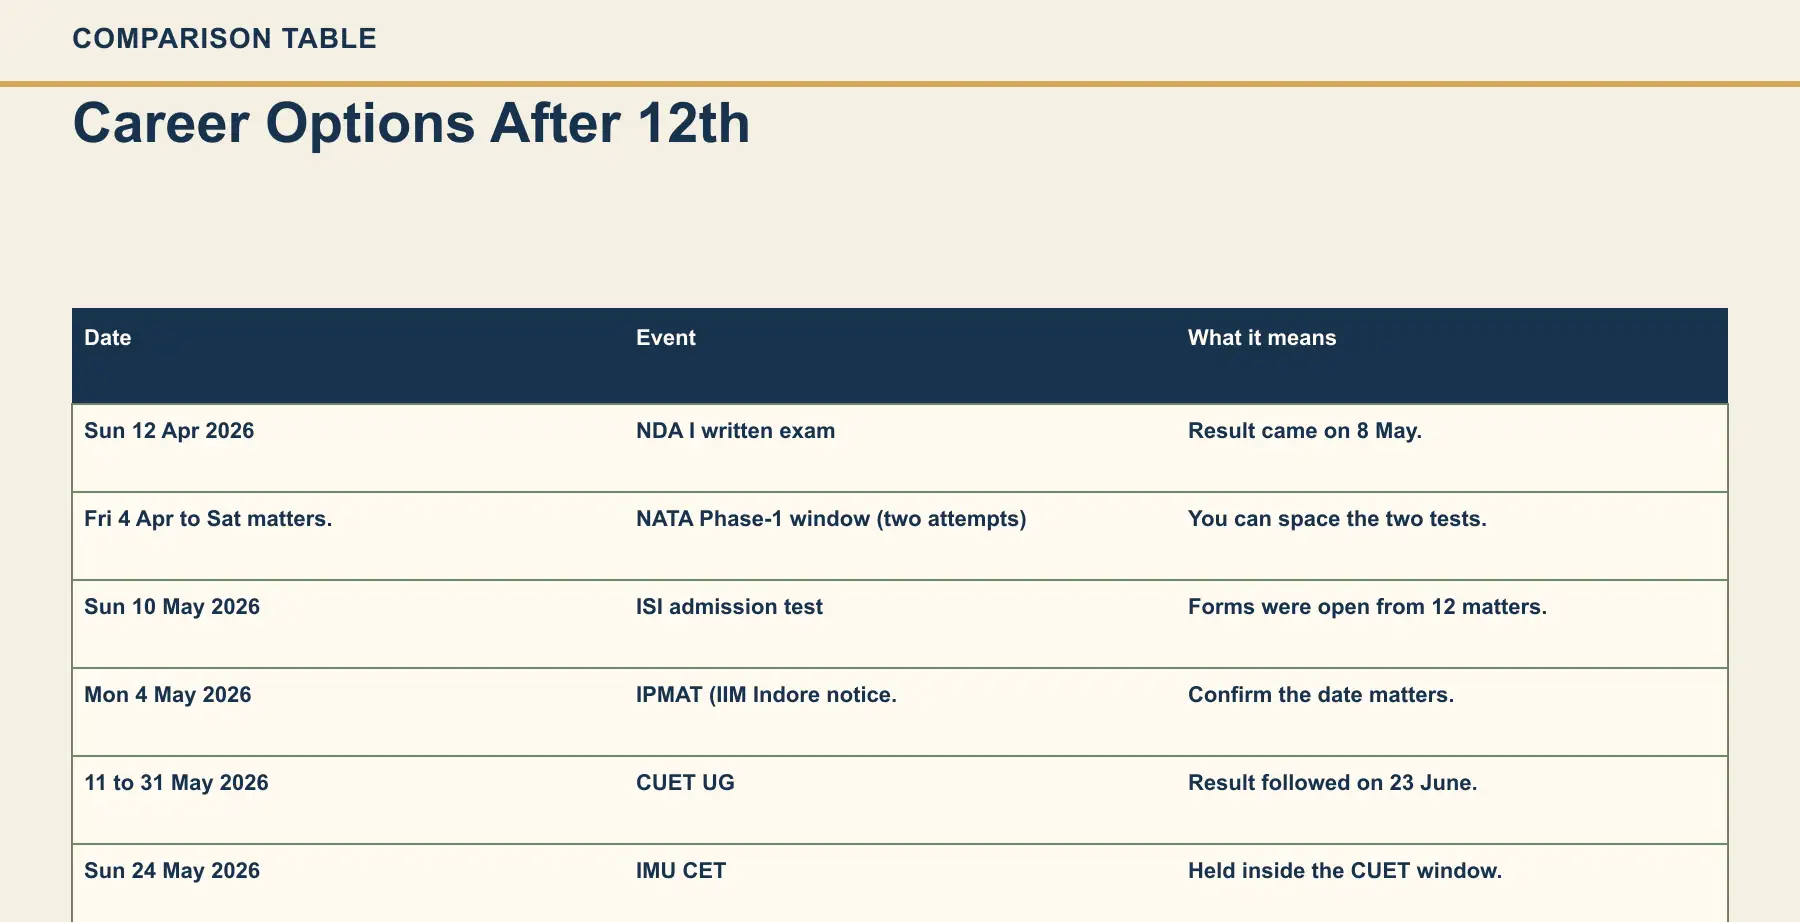 COMPARISON TABLE
Career Options After 12th
Date Event What it means
Sun 12 Apr 2026 NDA I written exam Result came on 8 May.
Fri 4 Apr to Sat matters. NATA Phase-1 window (two attempts) You can space the two tests.
Sun 10 May 2026 ISI admission test Forms were open from 12 matters.
Mon 4 May 2026 IPMAT (IIM Indore notice. Confirm the date matters.
11 to 31 May 2026 CUET UG Result followed on 23 June.
Sun 24 May 2026 IMU CET Held inside the CUET window.